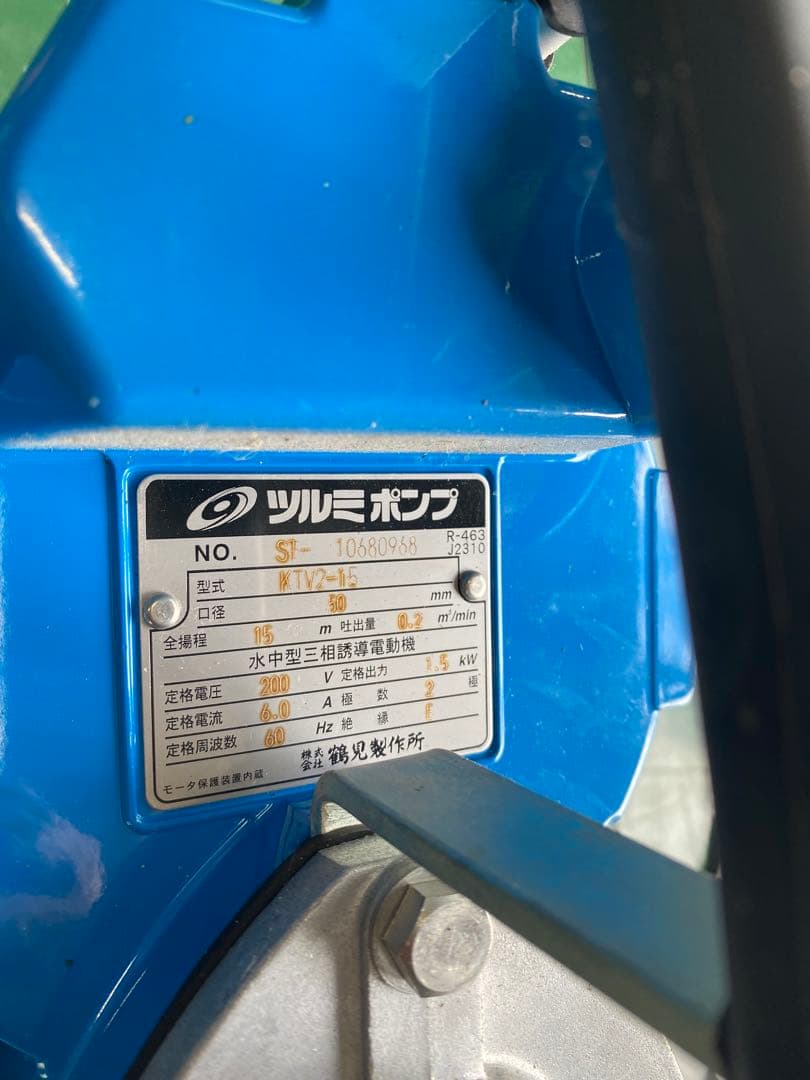 ツルミポンプ
NO. ST- 10680968 R-463
J2310
型式 KTV2-15
口径 50 mm
全揚程 15 m 吐出量 0.2 m³/min
水中型三相誘導電動機
定格電圧 200 V 定格出力 1.5 kW
定格電流 6.0 A 極数 2 極
定格周波数 60 Hz 絶縁 E
モータ保護装置内蔵 株式会社 鶴見製作所